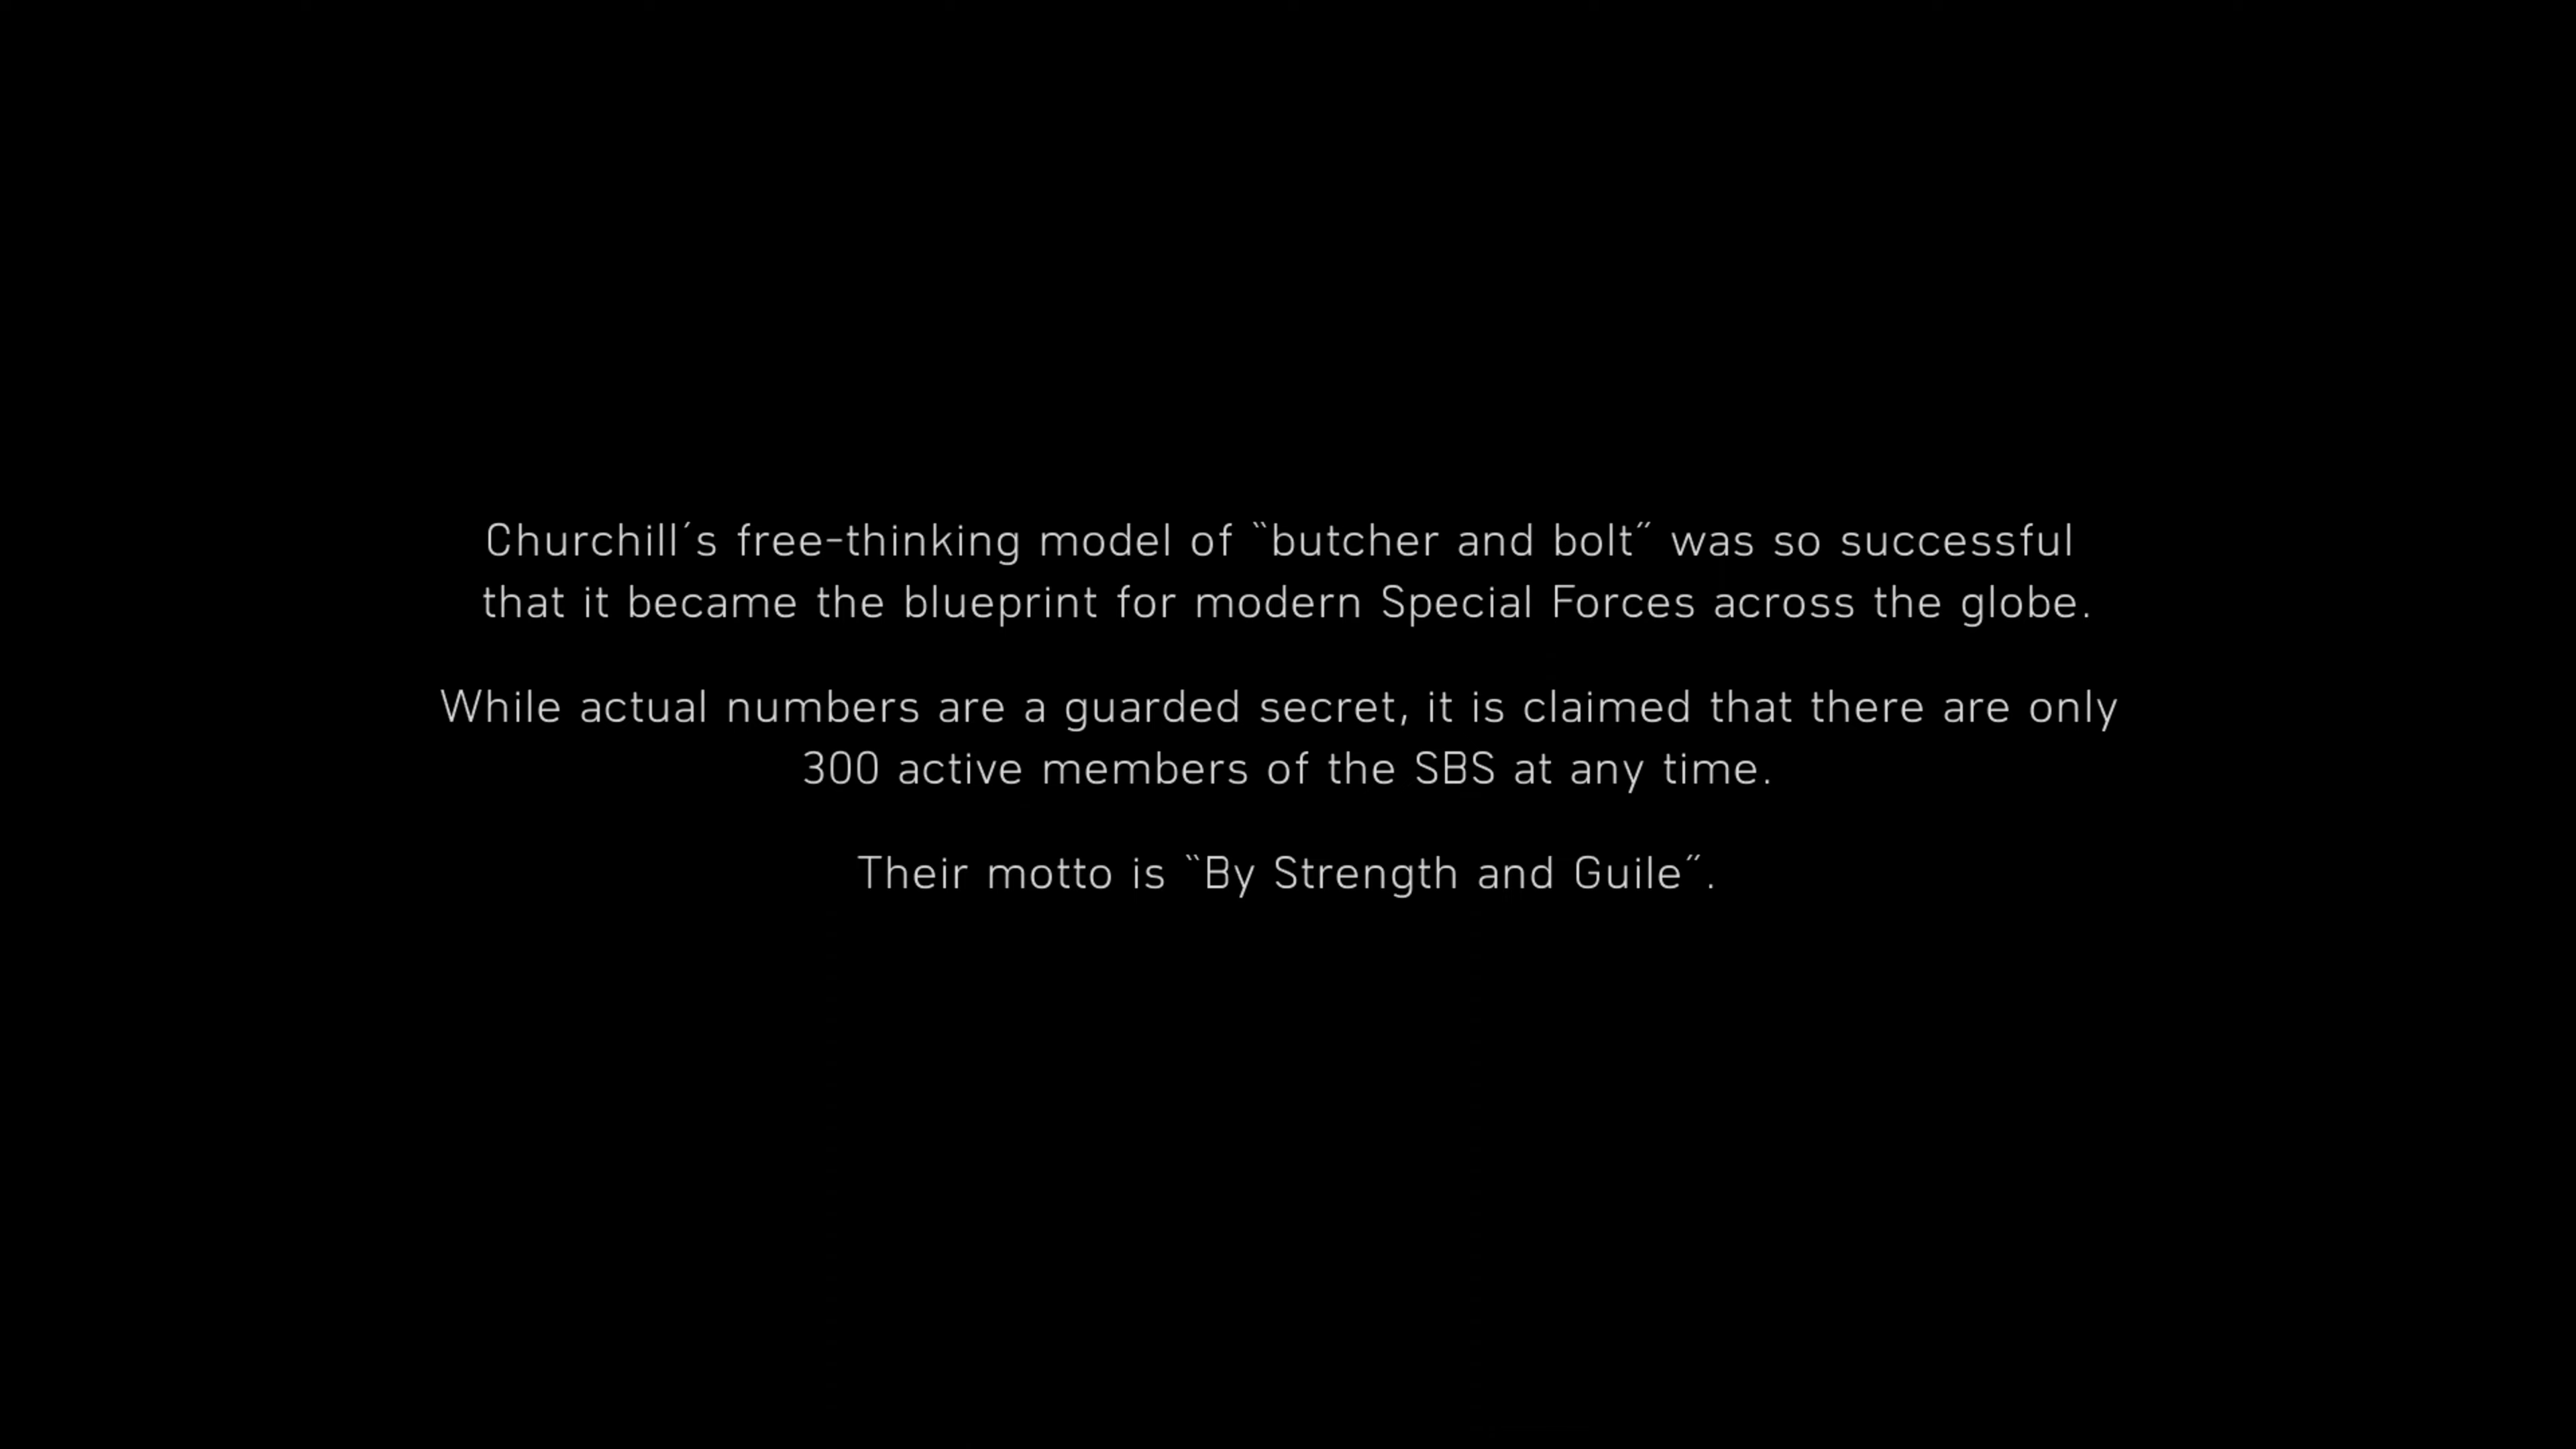 Churchill´s free-thinking model of “butcher and bolt” was so successful
that it became the blueprint for modern Special Forces across the globe.
While actual numbers are a guarded secret, it is claimed that there are only
300 active members of the SBS at any time.
Their motto is “By Strength and Guile”.